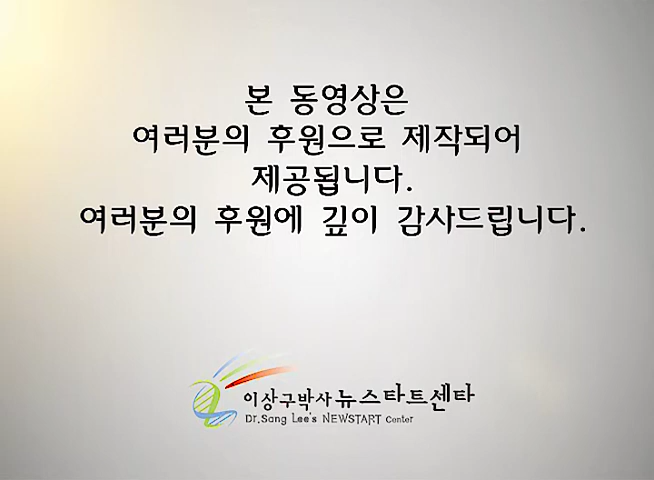 본 동영상은
여러분의 후원으로 제작되어
제공됩니다.
여러분의 후원에 깊이 감사드립니다.
이상구박사 뉴스타트센타
Dr.Sang Lee's NEWSTART Center